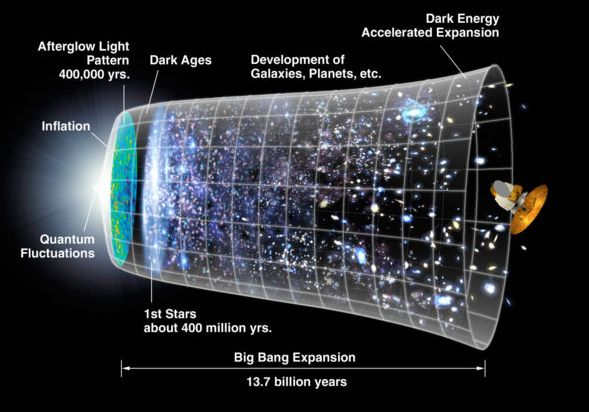 Dark Energy
Accelerated Expansion
Afterglow Light
Pattern
400,000 yrs.
Dark Ages
Development of
Galaxies, Planets, etc.
Inflation
Quantum
Fluctuations
1st Stars
about 400 million yrs.
Big Bang Expansion
13.7 billion years